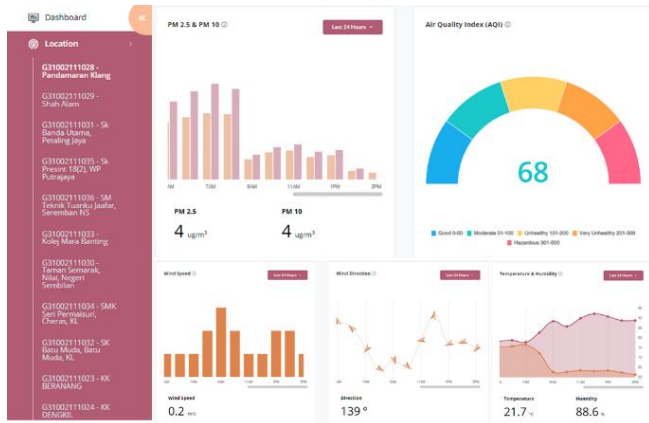 Dashboard
Location
G31002111028 -
Pandamaran Klang
G31002111029 -
Shah Alam
G31002111031 - Sk
Banda Utama,
Petaling Jaya
G31002111035 - Sk
Presint 18(2), WP
Putrajaya
G31002111036 - SM
Teknik Tuanku Jaafar,
Seremban NS
G31002111033 -
Kolej Mara Banting
G31002111030 -
Taman Semarak,
Nilai, Negeri
Sembilan
G31002111034 - SMK
Seri Permaisuri,
Cheras, KL
G31002111032 - SK
Batu Muda, Batu
Muda, KL
G31002111023 - KK
BERANANG
G31002111024 - KK
DENGKIL
PM 2.5 & PM 10
Last 24 Hours
7AM 9AM 11AM 1PM 3PM
PM 2.5 PM 10
4 ug/m³ 4 ug/m³
Air Quality Index (AQI)
68
Good 0-50 Moderate 51-100 Unhealthy 101-200 Very Unhealthy 201-300
Hazardous 301-500
Wind Speed
Last 24 Hours
Wind Speed
0.2 m/s
Wind Direction
Last 24 Hours
Direction
139 °
Temperature & Humidity
Last 24 Hours
Temperature Humidity
21.7 °C 88.6 %